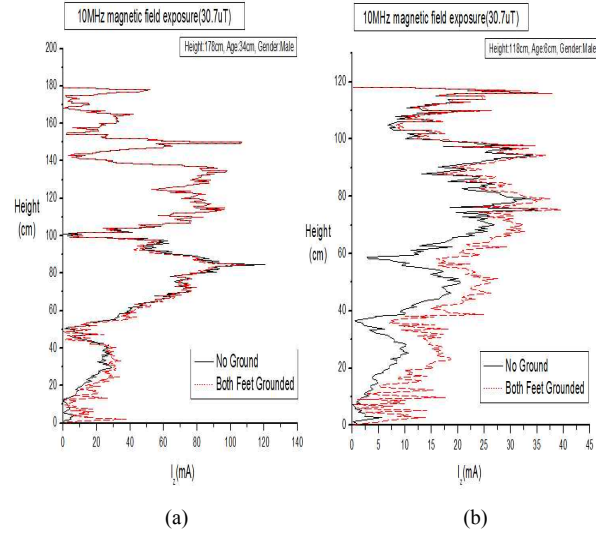 10MHz magnetic field exposure(30.7uT)
Height:178cm, Age:34cm, Gender:Male
200
180
160
140
120
100
80
60
40
20
0
Height
(cm)
No Ground
Both Feet Grounded
0 20 40 60 80 100 120 140
I_z(mA)
(a)
10MHz magnetic field exposure(30.7uT)
Height:118cm, Age:6cm, Gender:Male
120
100
80
60
40
20
0
Height
(cm)
No Ground
Both Feet Grounded
0 5 10 15 20 25 30 35 40 45
I_z(mA)
(b)